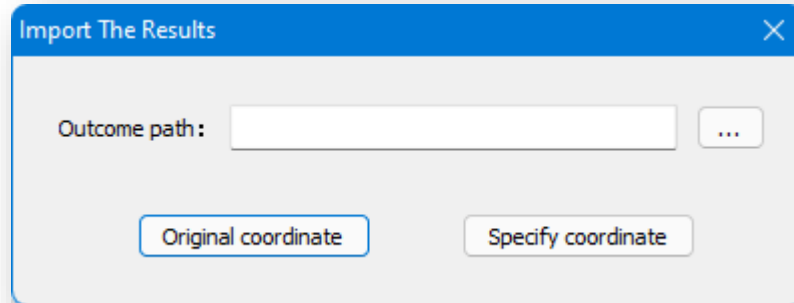 Import The Results
Outcome path: ...
Original coordinate Specify coordinate